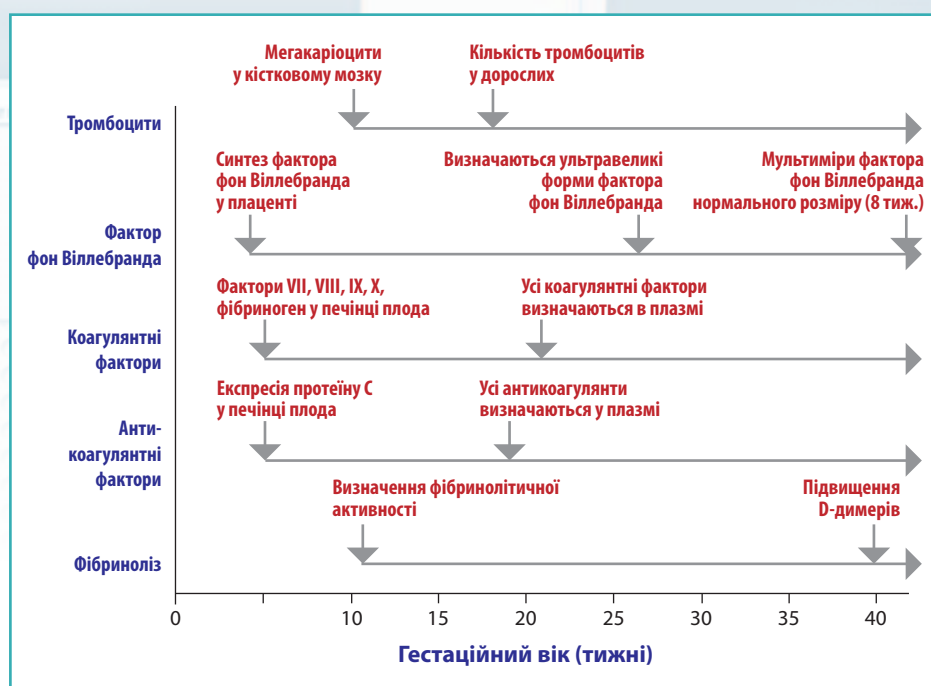 Мегакаріоцити
у кістковому мозку
Кількість тромбоцитів
у дорослих
Тромбоцити
Синтез фактора
фон Віллебранда
у плаценті
Визначаються ультравеликі
форми фактора
фон Віллебранда
Мультиміри фактора
фон Віллебранда
нормального розміру (8 тиж.)
Фактор
фон Віллебранда
Фактори VII, VIII, IX, X,
фібриноген у печінці плода
Усі коагулянтні фактори
визначаються в плазмі
Коагулянтні
фактори
Експресія протеїну С
у печінці плода
Усі антикоагулянти
визначаються у плазмі
Анти-
коагулянтні
фактори
Визначення фібринолітичної
активності
Підвищення
D-димерів
Фібриноліз
0 10 15 20 25 30 35 40
Гестаційний вік (тижні)